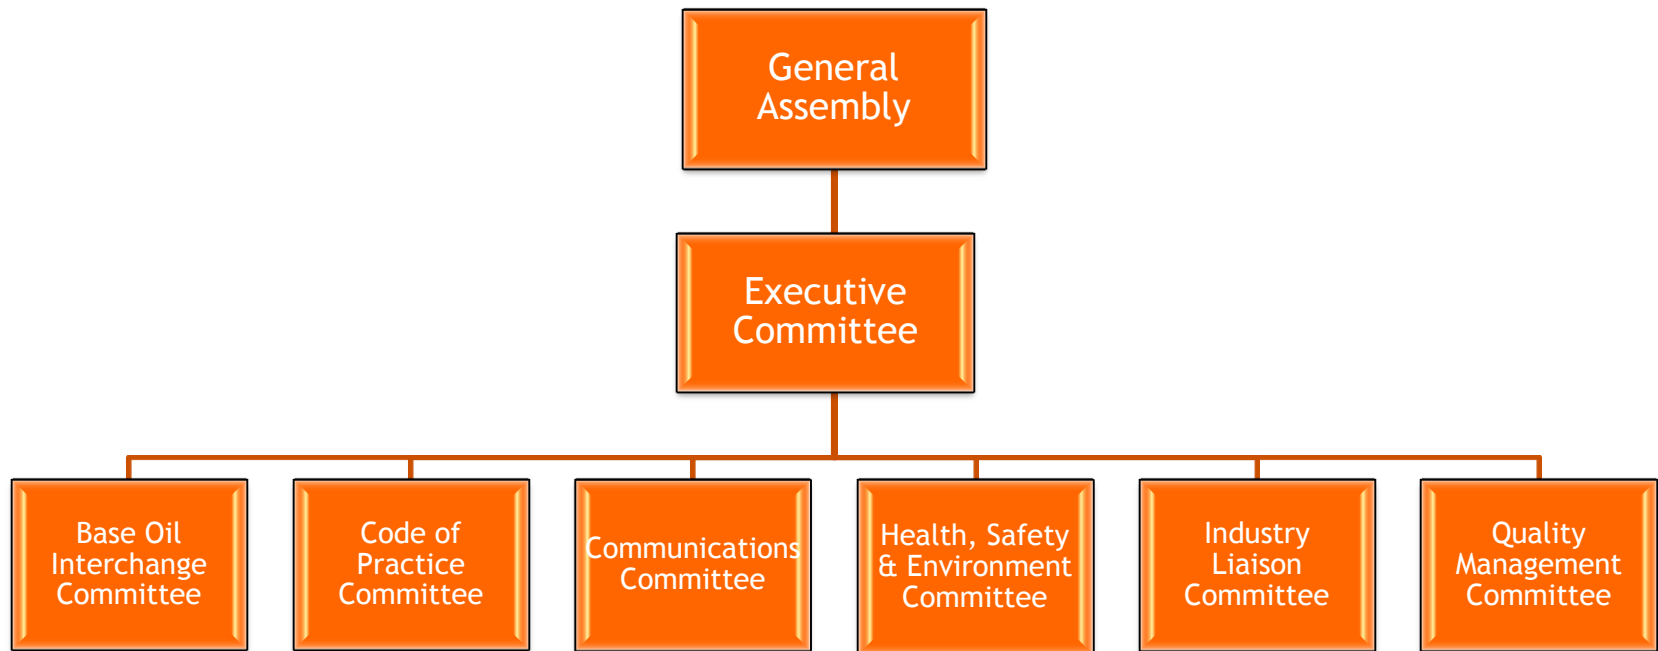 General
Assembly
Executive
Committee
Base Oil
Interchange
Committee
Code of
Practice
Committee
Communications
Committee
Health, Safety
& Environment
Committee
Industry
Liaison
Committee
Quality
Management
Committee